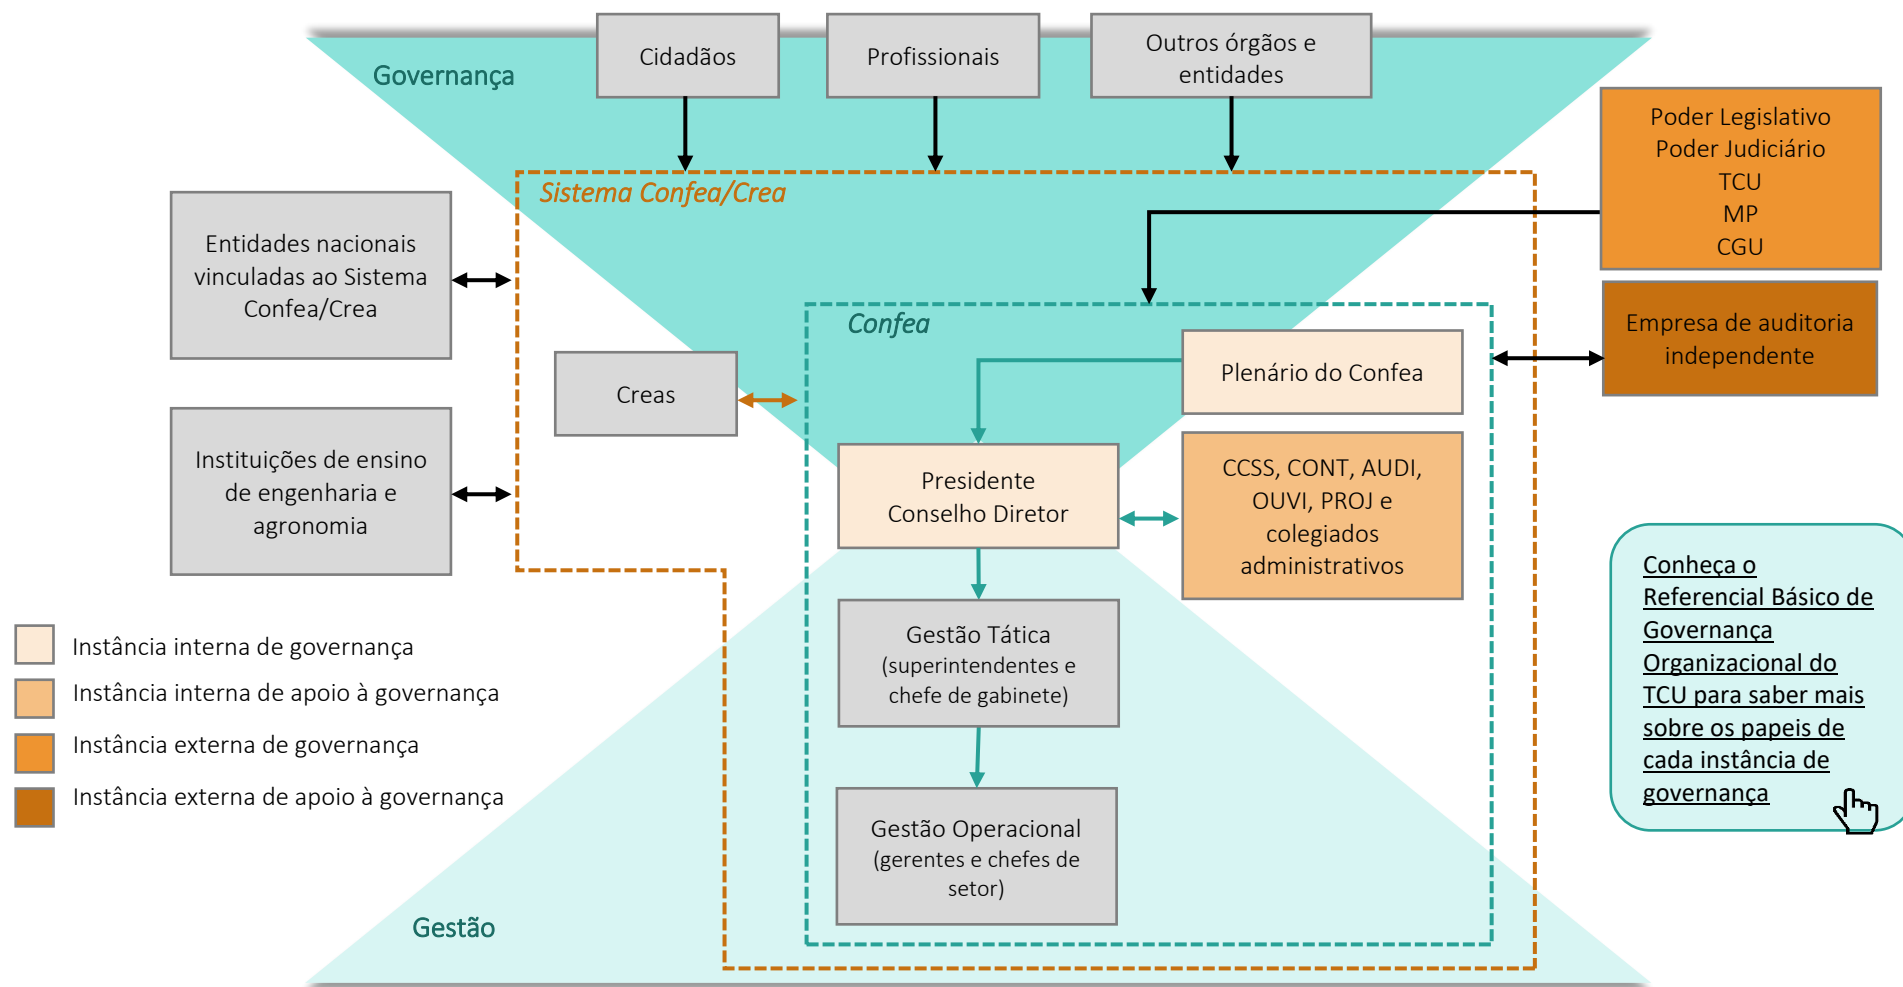 Governança
Cidadãos
Profissionais
Outros órgãos e
entidades
Poder Legislativo
Poder Judiciário
TCU
MP
CGU
Sistema Confea/Crea
Entidades nacionais
vinculadas ao Sistema
Confea/Crea
Empresa de auditoria
independente
Confea
Plenário do Confea
Creas
Instituições de ensino
de engenharia e
agronomia
Presidente
Conselho Diretor
CCSS, CONT, AUDI,
OUVI, PROJ e
colegiados
administrativos
Conheça o
Referencial Básico de
Governança
Organizacional do
TCU para saber mais
sobre os papeis de
cada instância de
governança
Gestão Tática
(superintendentes e
chefe de gabinete)
Instância interna de governança
Instância interna de apoio à governança
Instância externa de governança
Instância externa de apoio à governança
Gestão Operacional
(gerentes e chefes de
setor)
Gestão